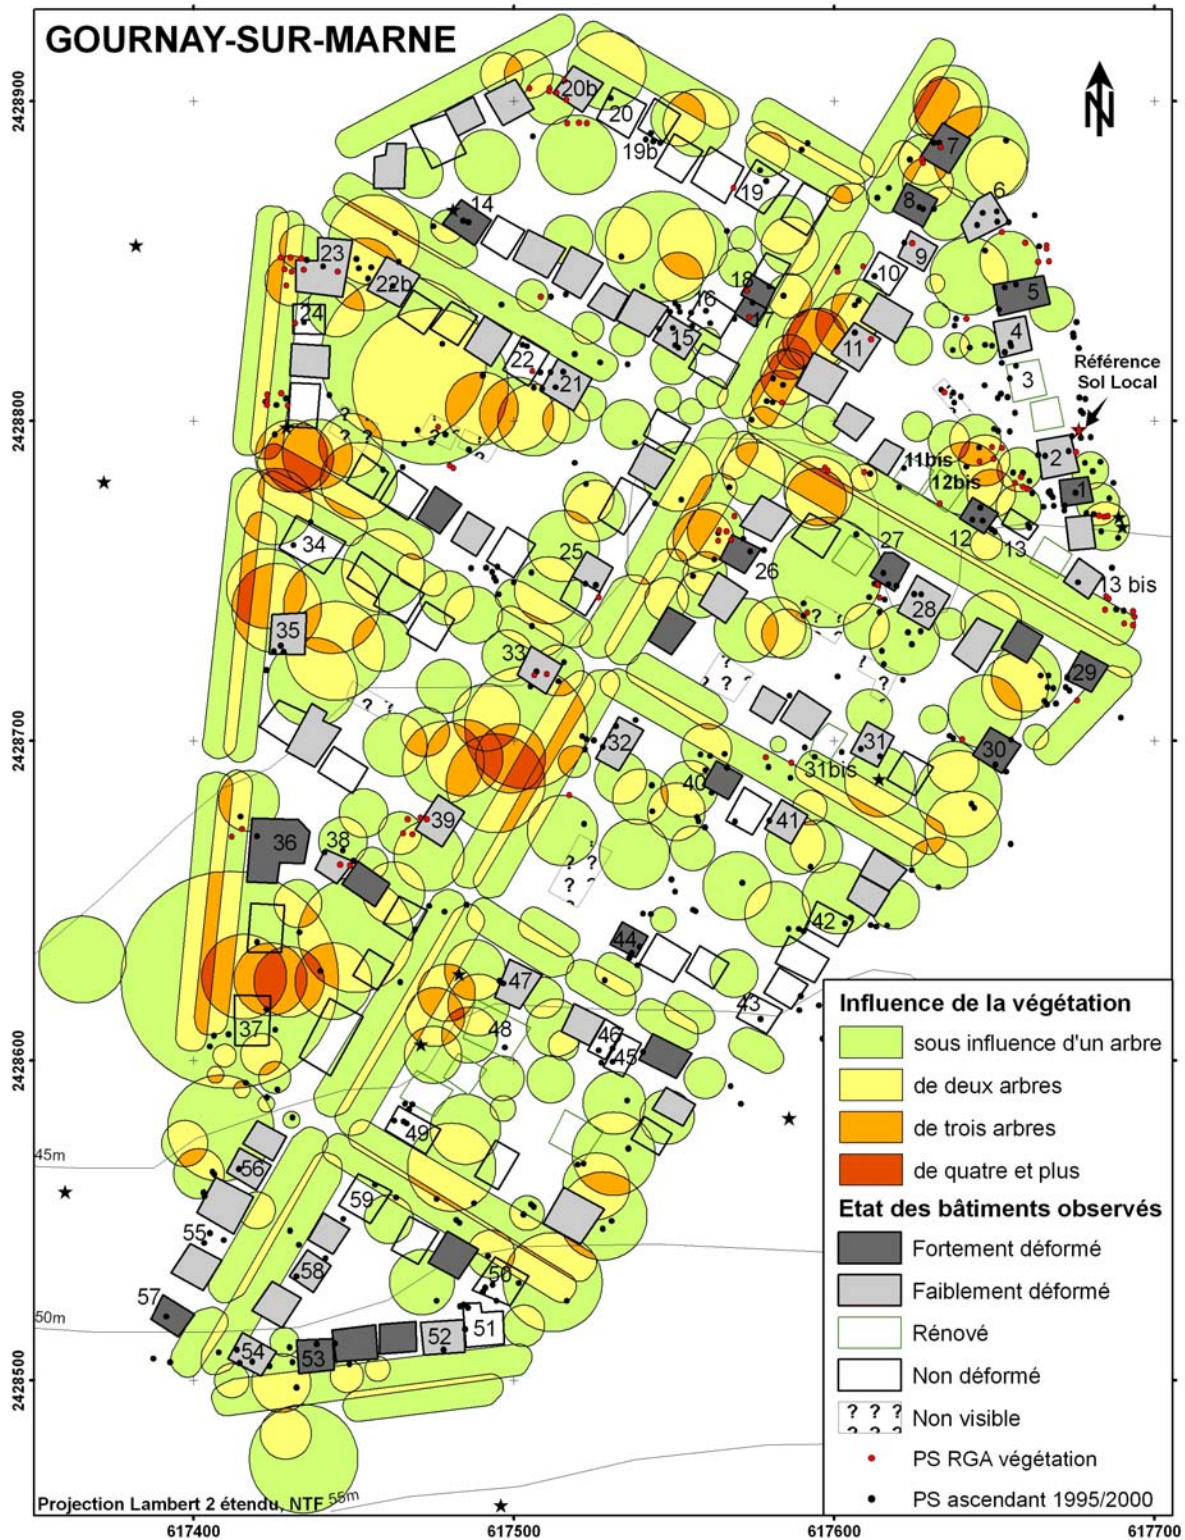 GOURNAY-SUR-MARNE
N
2428900
2428800
2428700
2428600
2428500
20b
20
19b
19
7
6
8
14
9
10
23
22b
18
5
17
16
4
24
15
11
22
21
3
Référence
Sol Local
2
11bis
12bis
1
12
13
34
25
26
27
13 bis
28
35
33
29
32
31
30
31bis
40
39
41
36
38
42
44
47
43
37
48
46
45
49
45m
56
59
55
58
50
57
50m
51
52
54
53
55m
? ? ? ?
? ? ? ?
? ? ? ?
Influence de la végétation
sous influence d'un arbre
de deux arbres
de trois arbres
de quatre et plus
Etat des bâtiments observés
Fortement déformé
Faiblement déformé
Rénové
Non déformé
? ? ? Non visible
PS RGA végétation
PS ascendant 1995/2000
Projection Lambert 2 étendu, NTF
617400
617500
617600
617700